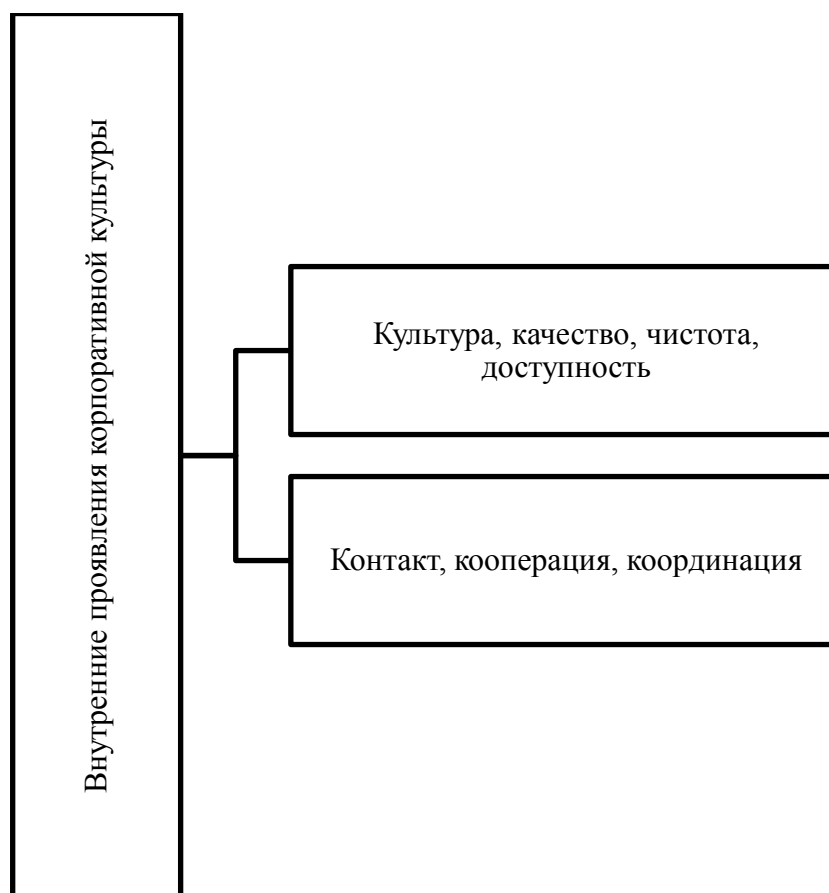 Внутренние проявления корпоративной культуры
Культура, качество, чистота,
доступность
Контакт, кооперация, координация